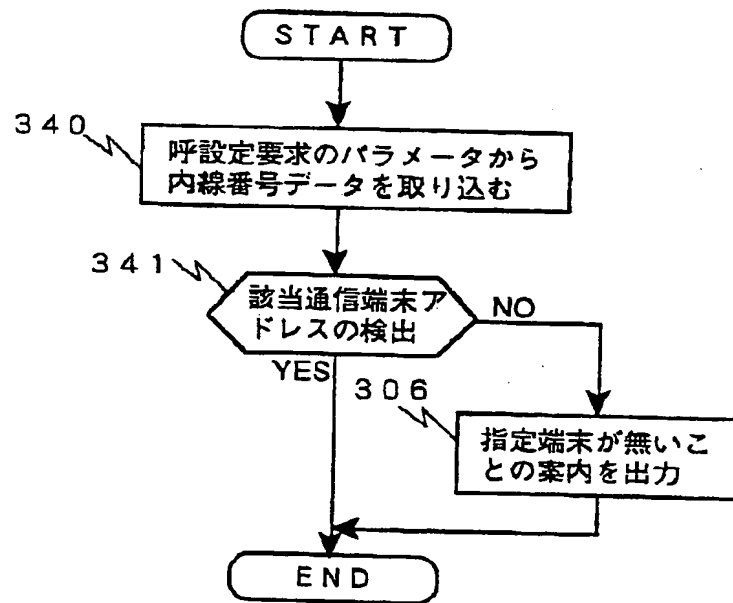 START
340
呼設定要求のパラメータから
内線番号データを取り込む
341
該当通信端末ア
ドレスの検出
NO
YES
306
指定端末が無いこ
との案内を出力
END